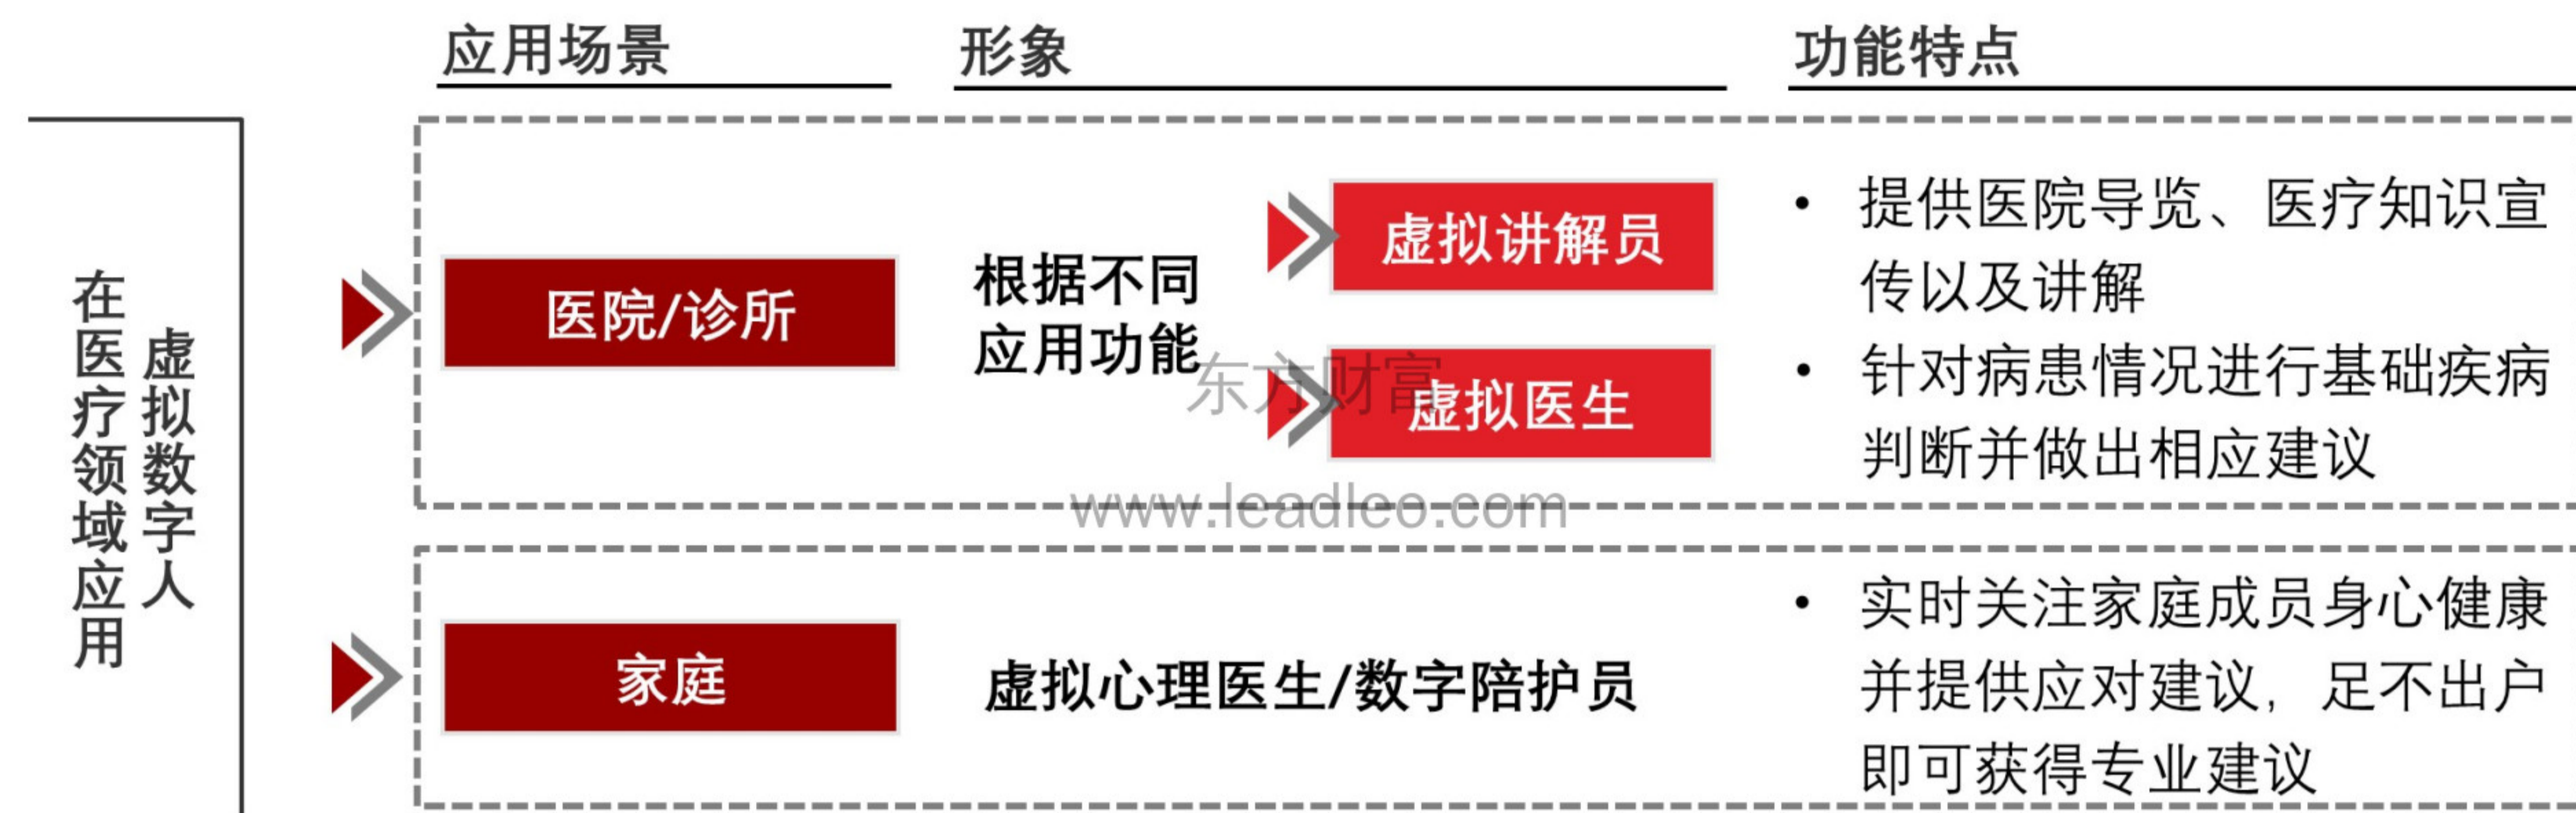 应用场景
形象
功能特点
虚拟数字人
在医疗领域应用
医院/诊所
根据不同
应用功能
虚拟讲解员
虚拟医生
• 提供医院导览、医疗知识宣
传以及讲解
• 针对病患情况进行基础疾病
判断并做出相应建议
东方财富
www.leadleo.com
家庭
虚拟心理医生/数字陪护员
• 实时关注家庭成员身心健康
并提供应对建议，足不出户
即可获得专业建议